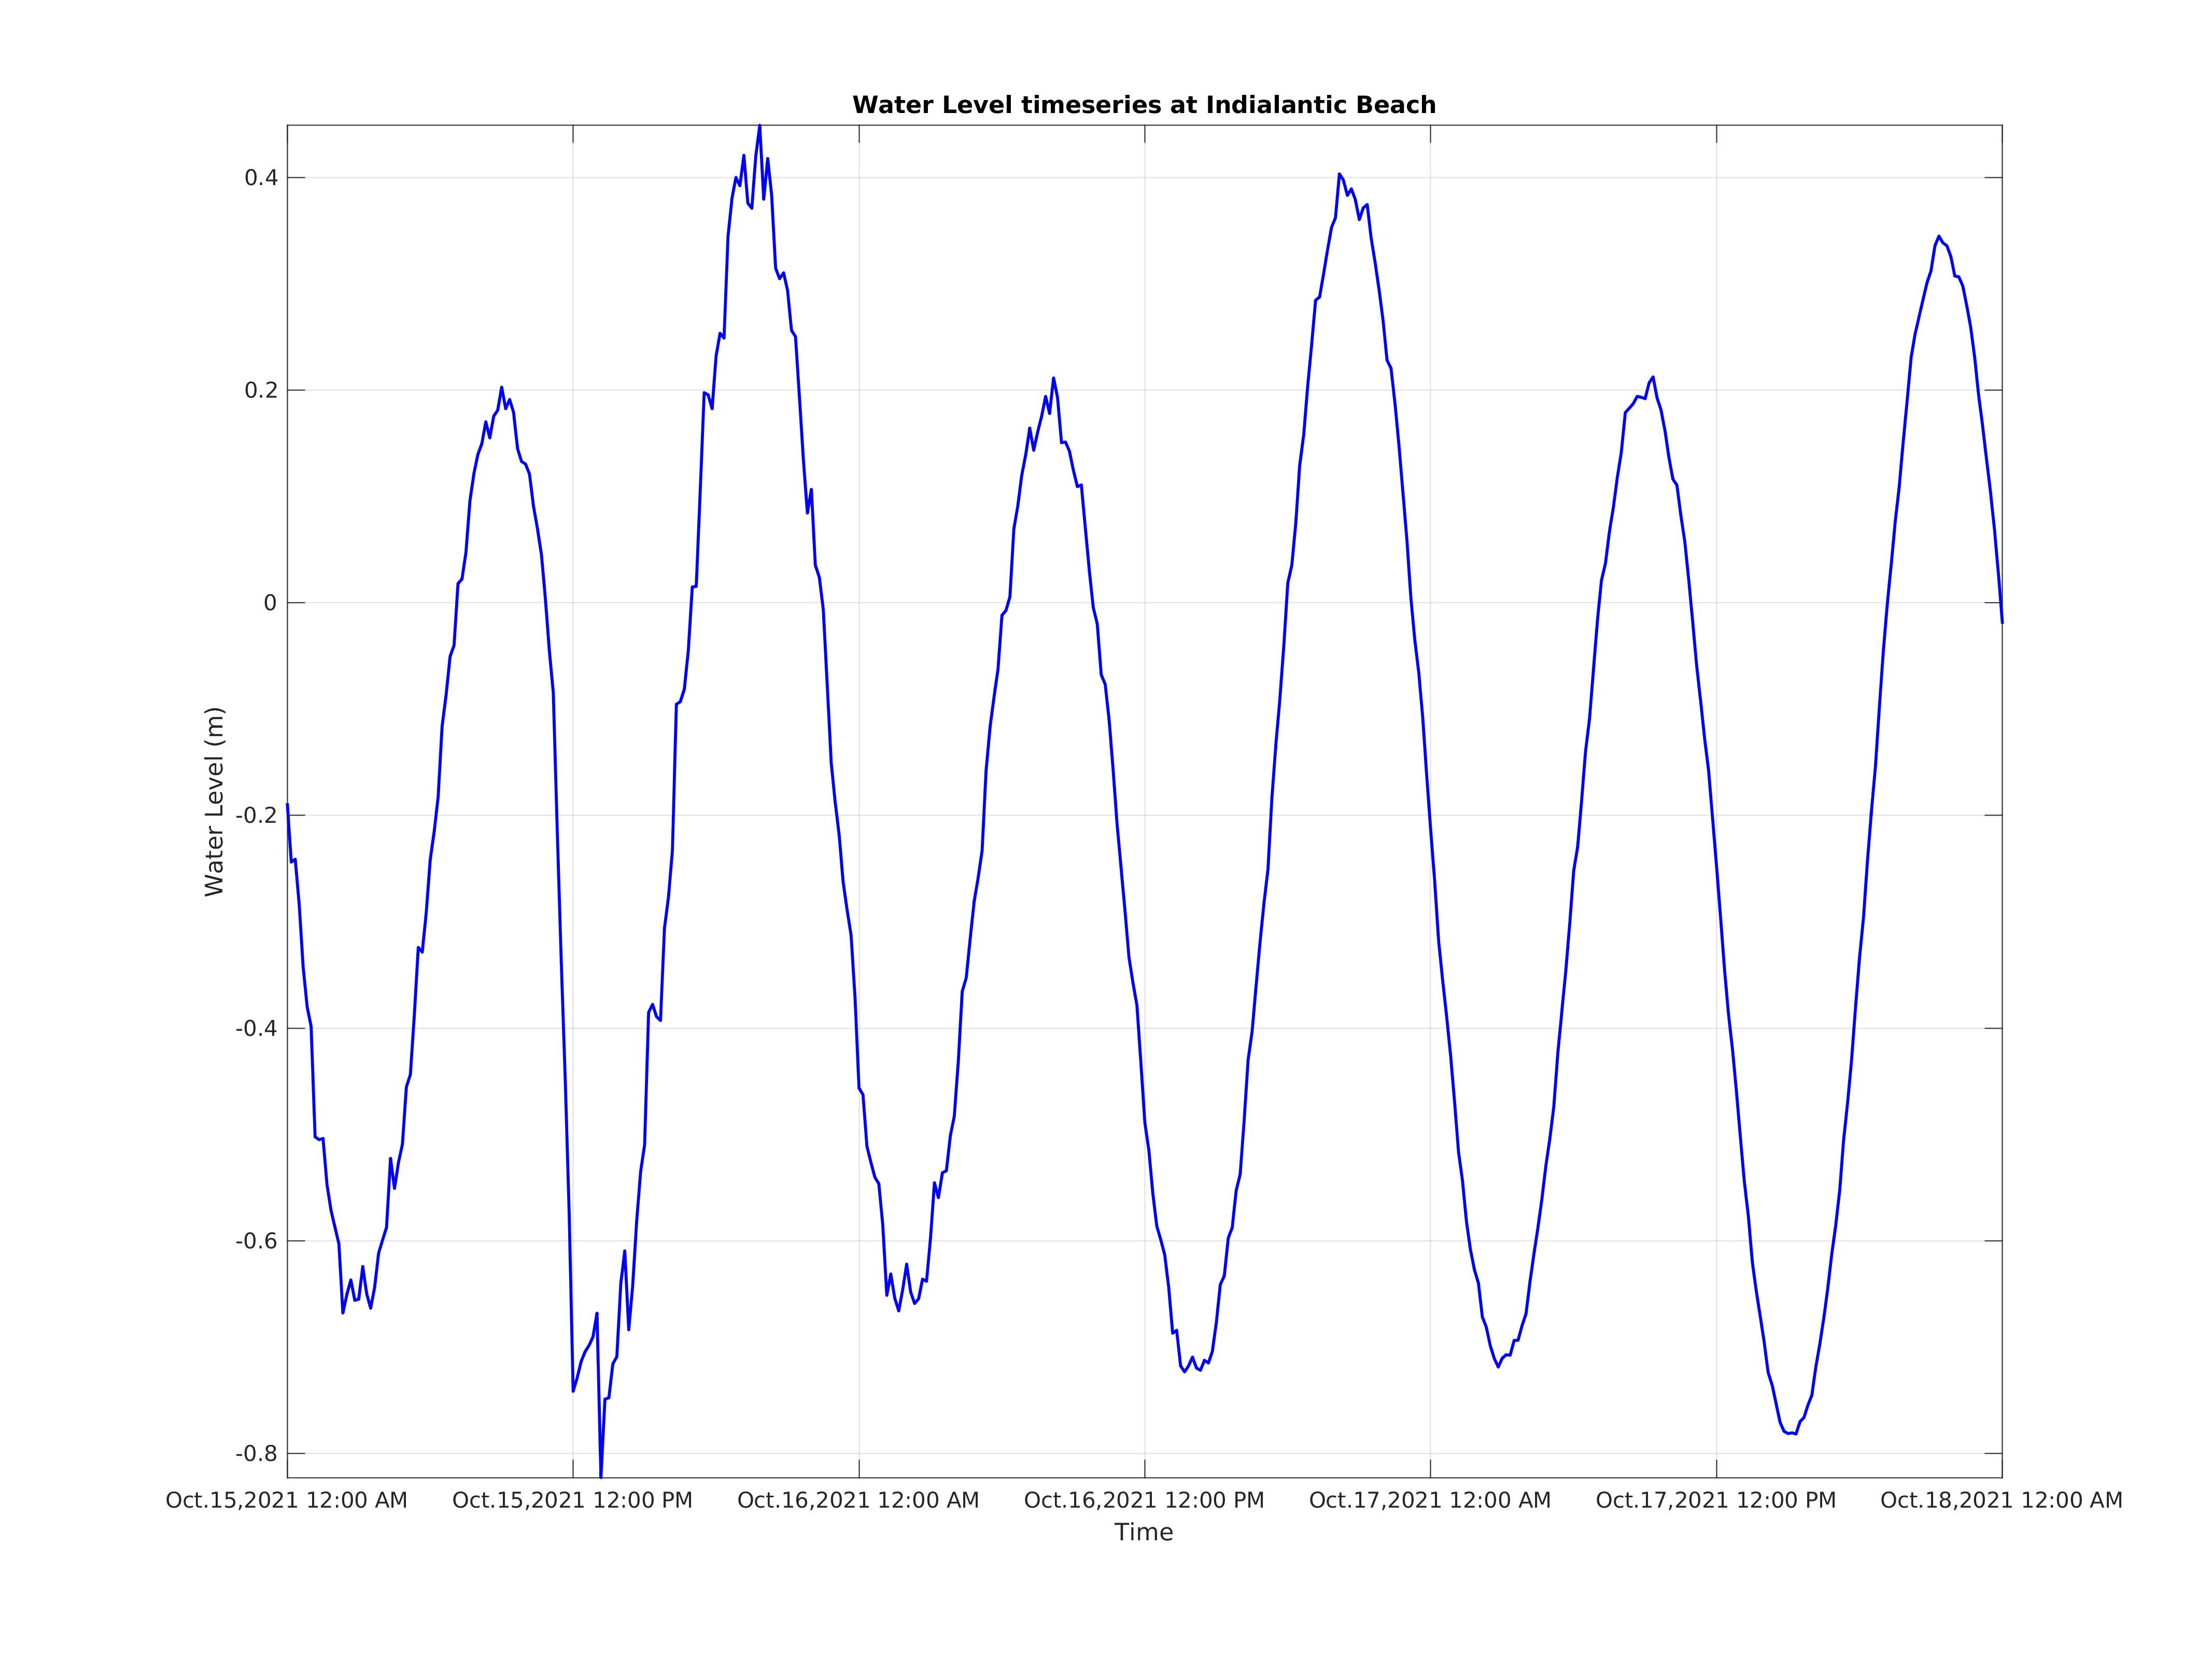 Water Level timeseries at Indialantic Beach
0.4
0.2
0
-0.2
-0.4
-0.6
-0.8
Water Level (m)
Oct.15,2021 12:00 AM
Oct.15,2021 12:00 PM
Oct.16,2021 12:00 AM
Oct.16,2021 12:00 PM
Oct.17,2021 12:00 AM
Oct.17,2021 12:00 PM
Oct.18,2021 12:00 AM
Time